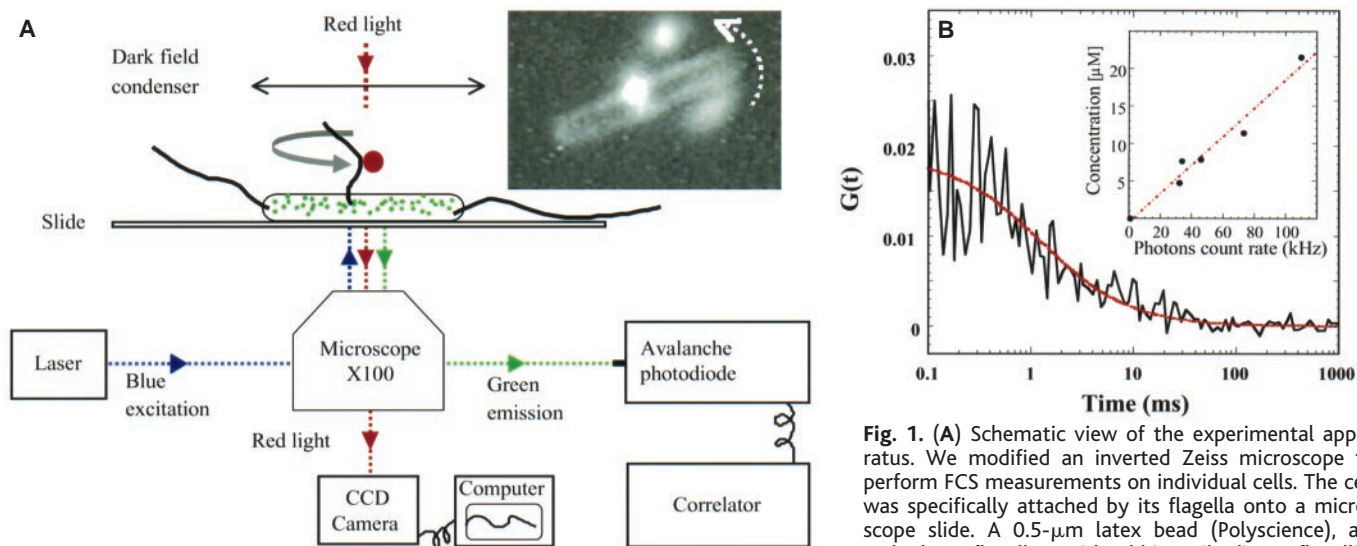 A
Red light
Dark field
condenser
Slide
Laser
Blue
excitation
Microscope
X100
Green
emission
Avalanche
photodiode
Red light
CCD
Camera
Computer
Correlator
G(t)
B
0.03
0.02
0.01
0
0.1
1
10
100
1000
Time (ms)
Concentration [μM]
20
15
10
5
0
0
20
40
60
80
100
Photons count rate (kHz)
Fig. 1. (A) Schematic view of the experimental app
ratus. We modified an inverted Zeiss microscope
perform FCS measurements on individual cells. The
was specifically attached by its flagella onto a micro
scope slide. A 0.5-μm latex bead (Polyscience),